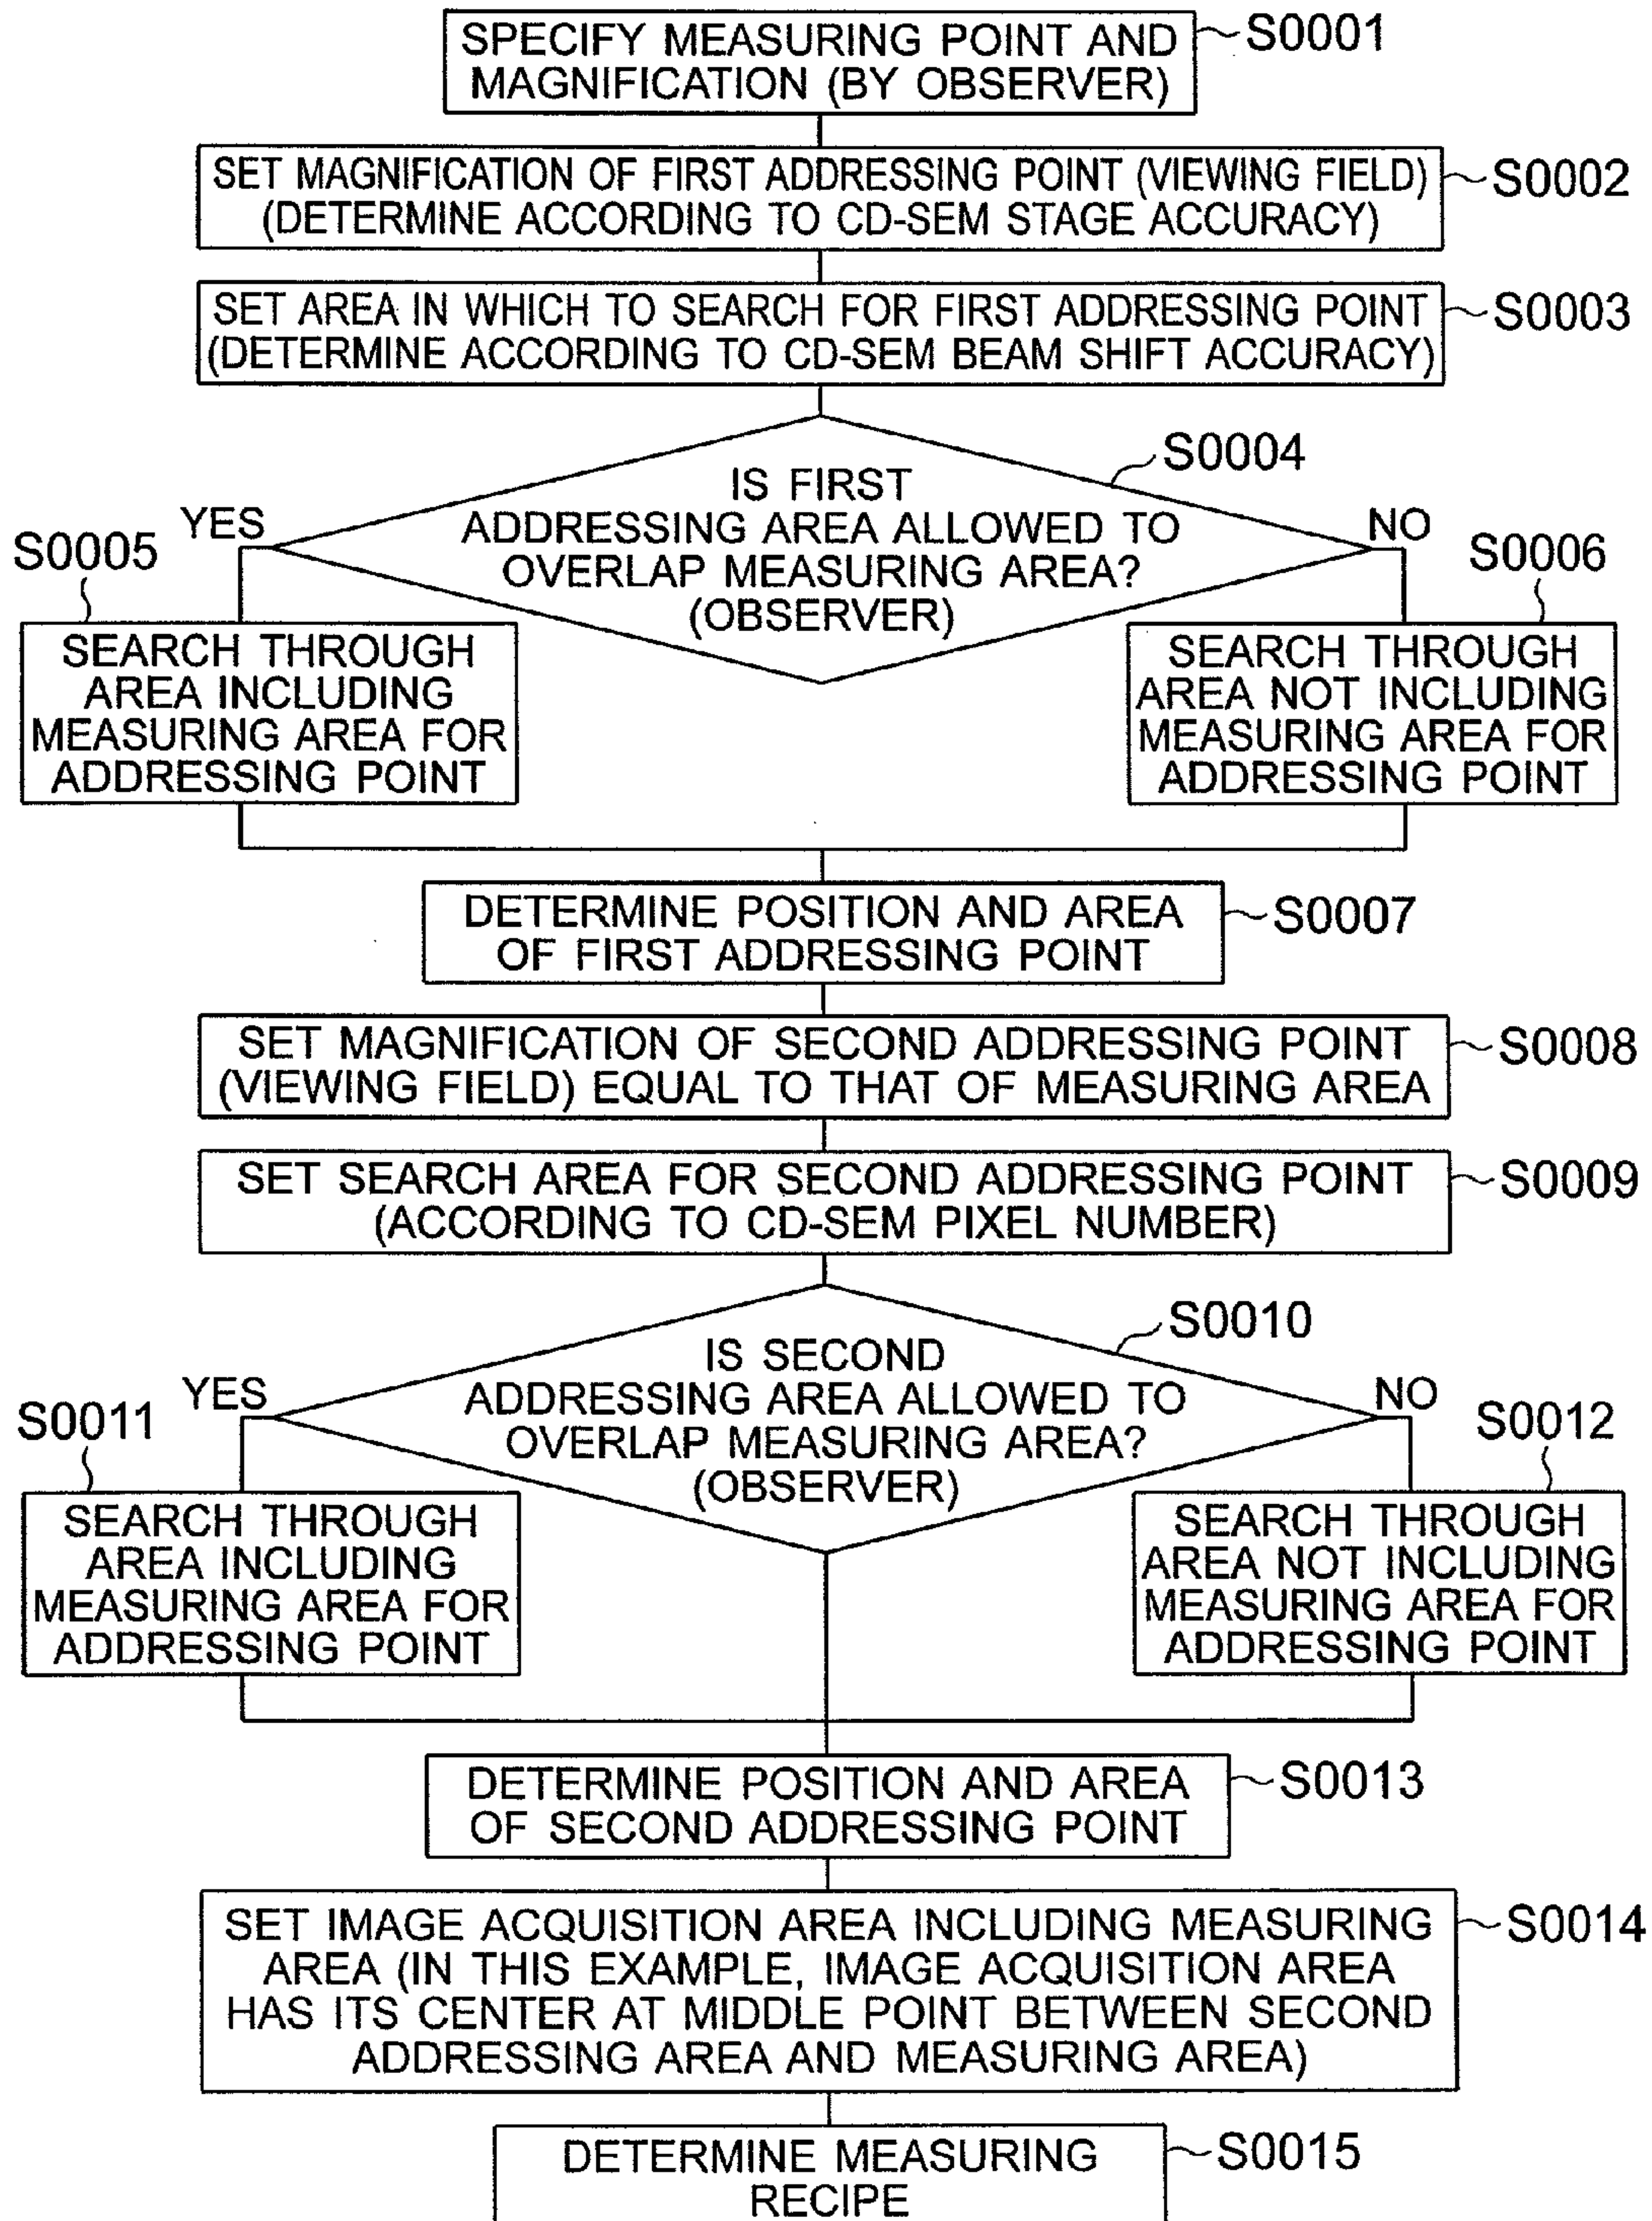 SPECIFY MEASURING POINT AND
MAGNIFICATION (BY OBSERVER)
S0001
SET MAGNIFICATION OF FIRST ADDRESSING POINT (VIEWING FIELD)
(DETERMINE ACCORDING TO CD-SEM STAGE ACCURACY)
S0002
SET AREA IN WHICH TO SEARCH FOR FIRST ADDRESSING POINT
(DETERMINE ACCORDING TO CD-SEM BEAM SHIFT ACCURACY)
S0003
S0004
IS FIRST
ADDRESSING AREA ALLOWED TO
OVERLAP MEASURING AREA?
(OBSERVER)
YES
NO
S0005
SEARCH THROUGH
AREA INCLUDING
MEASURING AREA FOR
ADDRESSING POINT
S0006
SEARCH THROUGH
AREA NOT INCLUDING
MEASURING AREA FOR
ADDRESSING POINT
DETERMINE POSITION AND AREA
OF FIRST ADDRESSING POINT
S0007
SET MAGNIFICATION OF SECOND ADDRESSING POINT
(VIEWING FIELD) EQUAL TO THAT OF MEASURING AREA
S0008
SET SEARCH AREA FOR SECOND ADDRESSING POINT
(ACCORDING TO CD-SEM PIXEL NUMBER)
S0009
S0010
IS SECOND
ADDRESSING AREA ALLOWED TO
OVERLAP MEASURING AREA?
(OBSERVER)
YES
NO
S0011
SEARCH THROUGH
AREA INCLUDING
MEASURING AREA FOR
ADDRESSING POINT
S0012
SEARCH THROUGH
AREA NOT INCLUDING
MEASURING AREA FOR
ADDRESSING POINT
DETERMINE POSITION AND AREA
OF SECOND ADDRESSING POINT
S0013
SET IMAGE ACQUISITION AREA INCLUDING MEASURING
AREA (IN THIS EXAMPLE, IMAGE ACQUISITION AREA
HAS ITS CENTER AT MIDDLE POINT BETWEEN SECOND
ADDRESSING AREA AND MEASURING AREA)
S0014
DETERMINE MEASURING
RECIPE
S0015